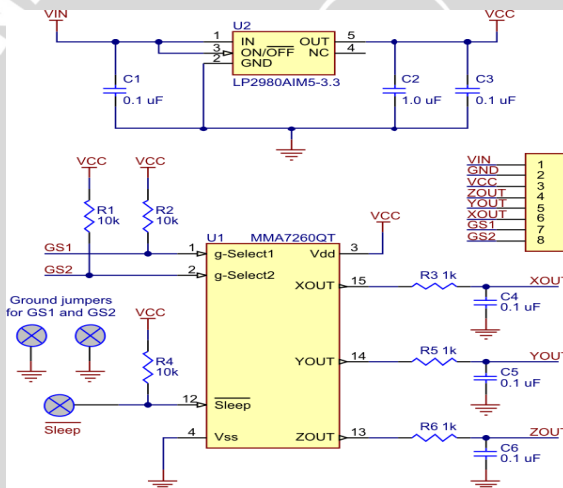 VIN
U2
VCC
1 IN OUT 5
3 ON/OFF NC 4
2 GND
LP2980AIM5-3.3
C1
0.1 uF
C2
1.0 uF
C3
0.1 uF
VIN 1
GND 2
VCC 3
ZOUT 4
YOUT 5
XOUT 6
GS1 7
GS2 8
VCC VCC
R1
10k
R2
10k
GS1
GS2
U1 MMA7260QT
VCC
1 g-Select1 Vdd 3
2 g-Select2
XOUT 15
R3 1k
XOUT
C4
0.1 uF
Ground jumpers
for GS1 and GS2
VCC
R4
10k
YOUT 14
R5 1k
YOU
C5
0.1 uF
Sleep
12 Sleep
4 Vss ZOUT 13
R6 1k
ZOU
C6
0.1 uF